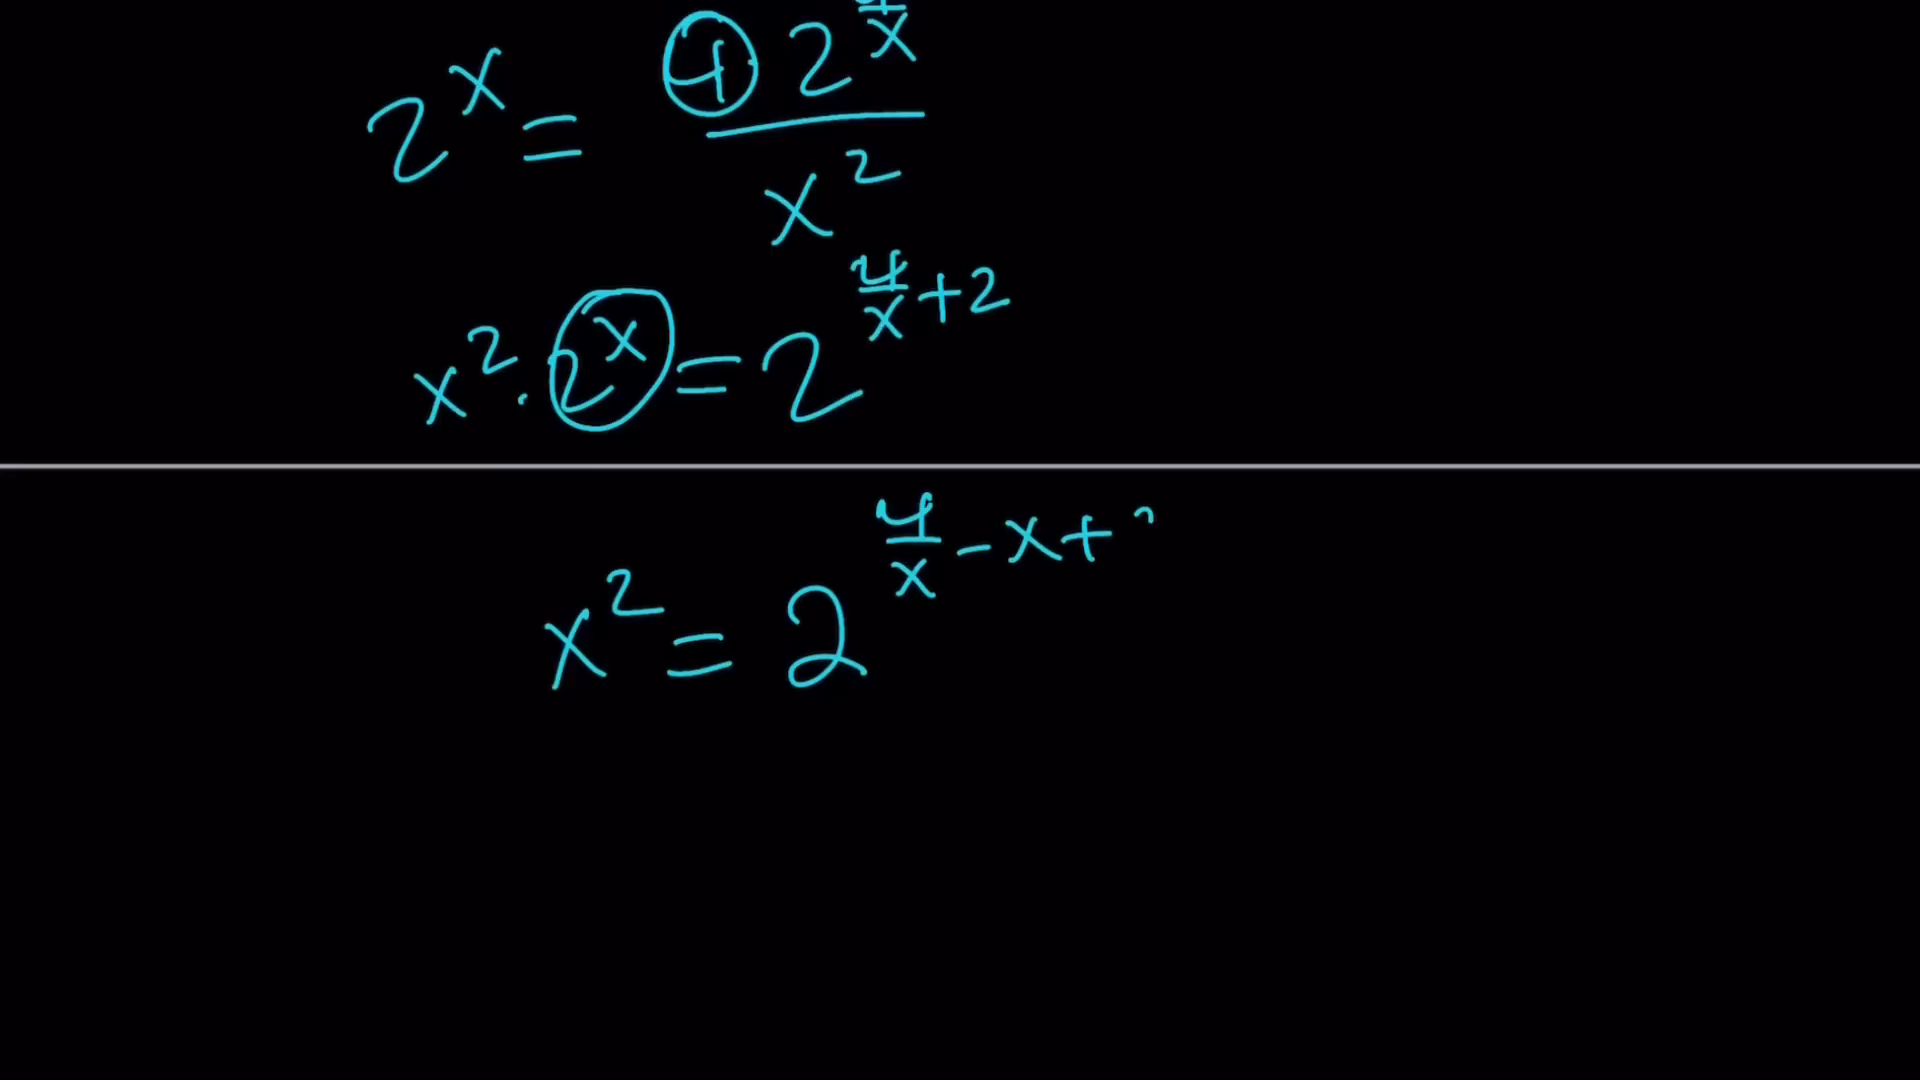 2^x = (4 2^(4/x))/x^2
x^2 · 2^x = 2^(4/x + 2)
x^2 = 2^(4/x - x +